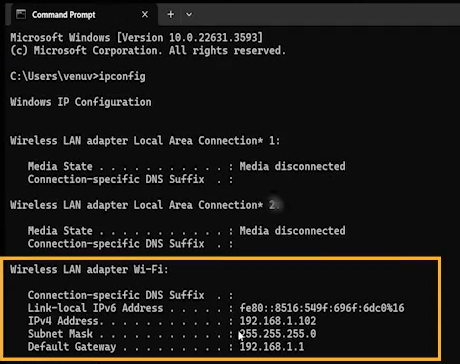 Command Prompt
Microsoft Windows [Version 10.0.22631.3593]
(c) Microsoft Corporation. All rights reserved.
C:\Users\venuv>ipconfig
Windows IP Configuration
Wireless LAN adapter Local Area Connection* 1:
Media State . . . . . . . . . . . : Media disconnected
Connection-specific DNS Suffix  . :
Wireless LAN adapter Local Area Connection* 2:
Media State . . . . . . . . . . . : Media disconnected
Connection-specific DNS Suffix  . :
Wireless LAN adapter Wi-Fi:
Connection-specific DNS Suffix  . :
Link-local IPv6 Address . . . . . : fe80::8516:549f:696f:6dc0%16
IPv4 Address. . . . . . . . . . . : 192.168.1.102
Subnet Mask . . . . . . . . . . . : 255.255.255.0
Default Gateway . . . . . . . . . : 192.168.1.1